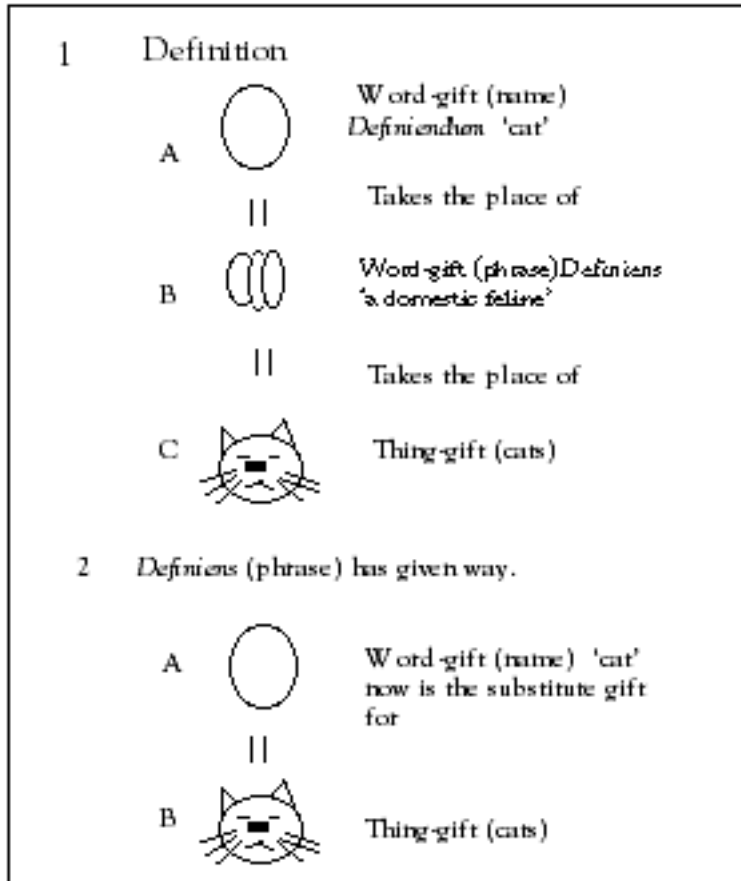 1 Definition
Word-gift (name)
Definiendum 'cat'
A
Takes the place of
Word-gift (phrase)Definiens
B
'a domestic feline'
Takes the place of
C Thing-gift (cats)
2 Definiens (phrase) has given way.
A Word-gift (name) 'cat'
now is the substitute gift
for
B Thing-gift (cats)